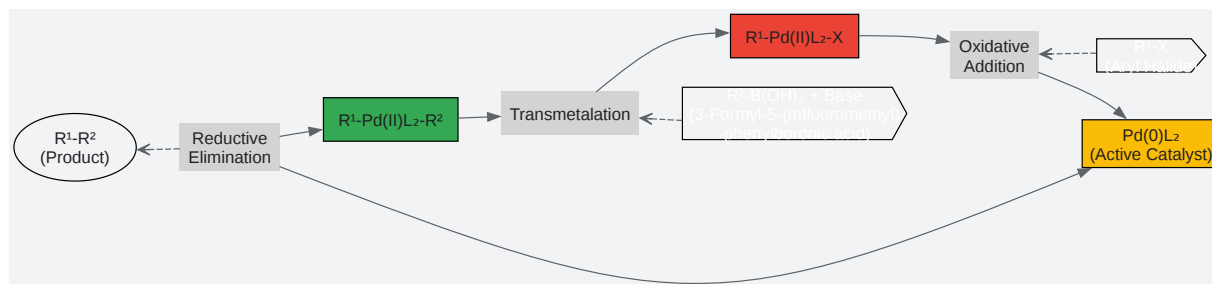 R¹-R²
(Product)
Reductive
Elimination
R¹-Pd(II)L₂-R²
Transmetalation
R²-B(OH)₂ + Base
(3-Formyl-5-(trifluoromethyl)
-phenylboronic acid)
R¹-Pd(II)L₂-X
Oxidative
Addition
R¹-X
(Aryl Halide)
Pd(0)L₂
(Active Catalyst)